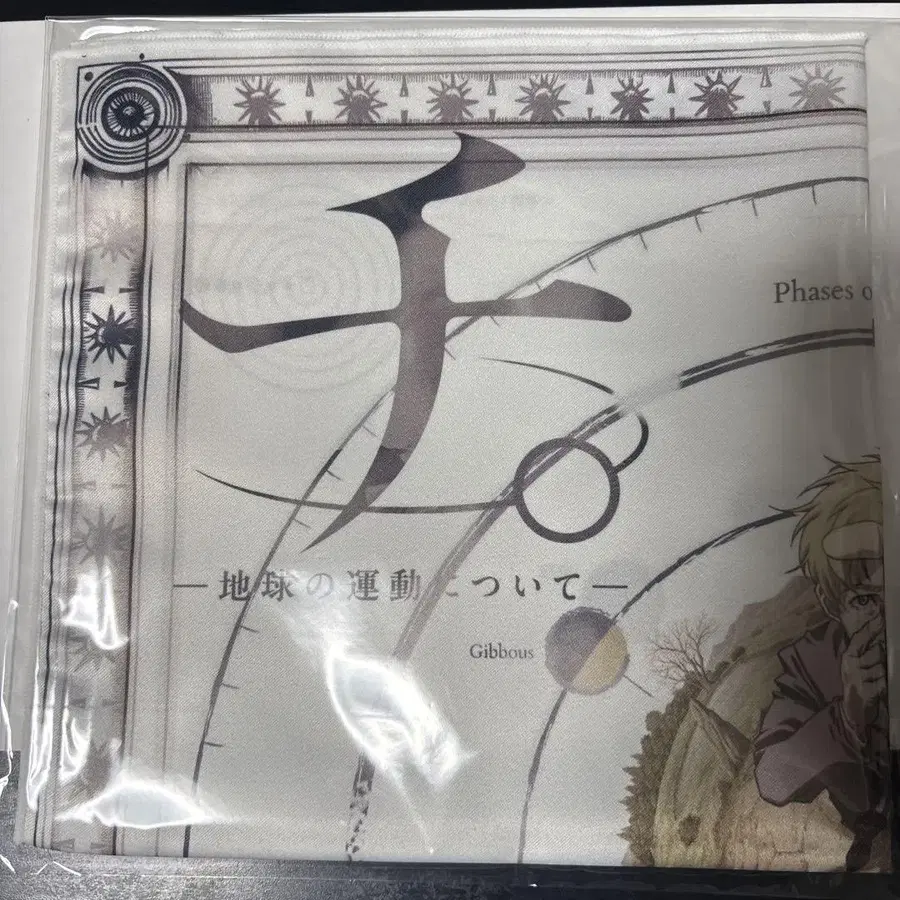 チ。
Phases o
―地球の運動について―
Gibbous